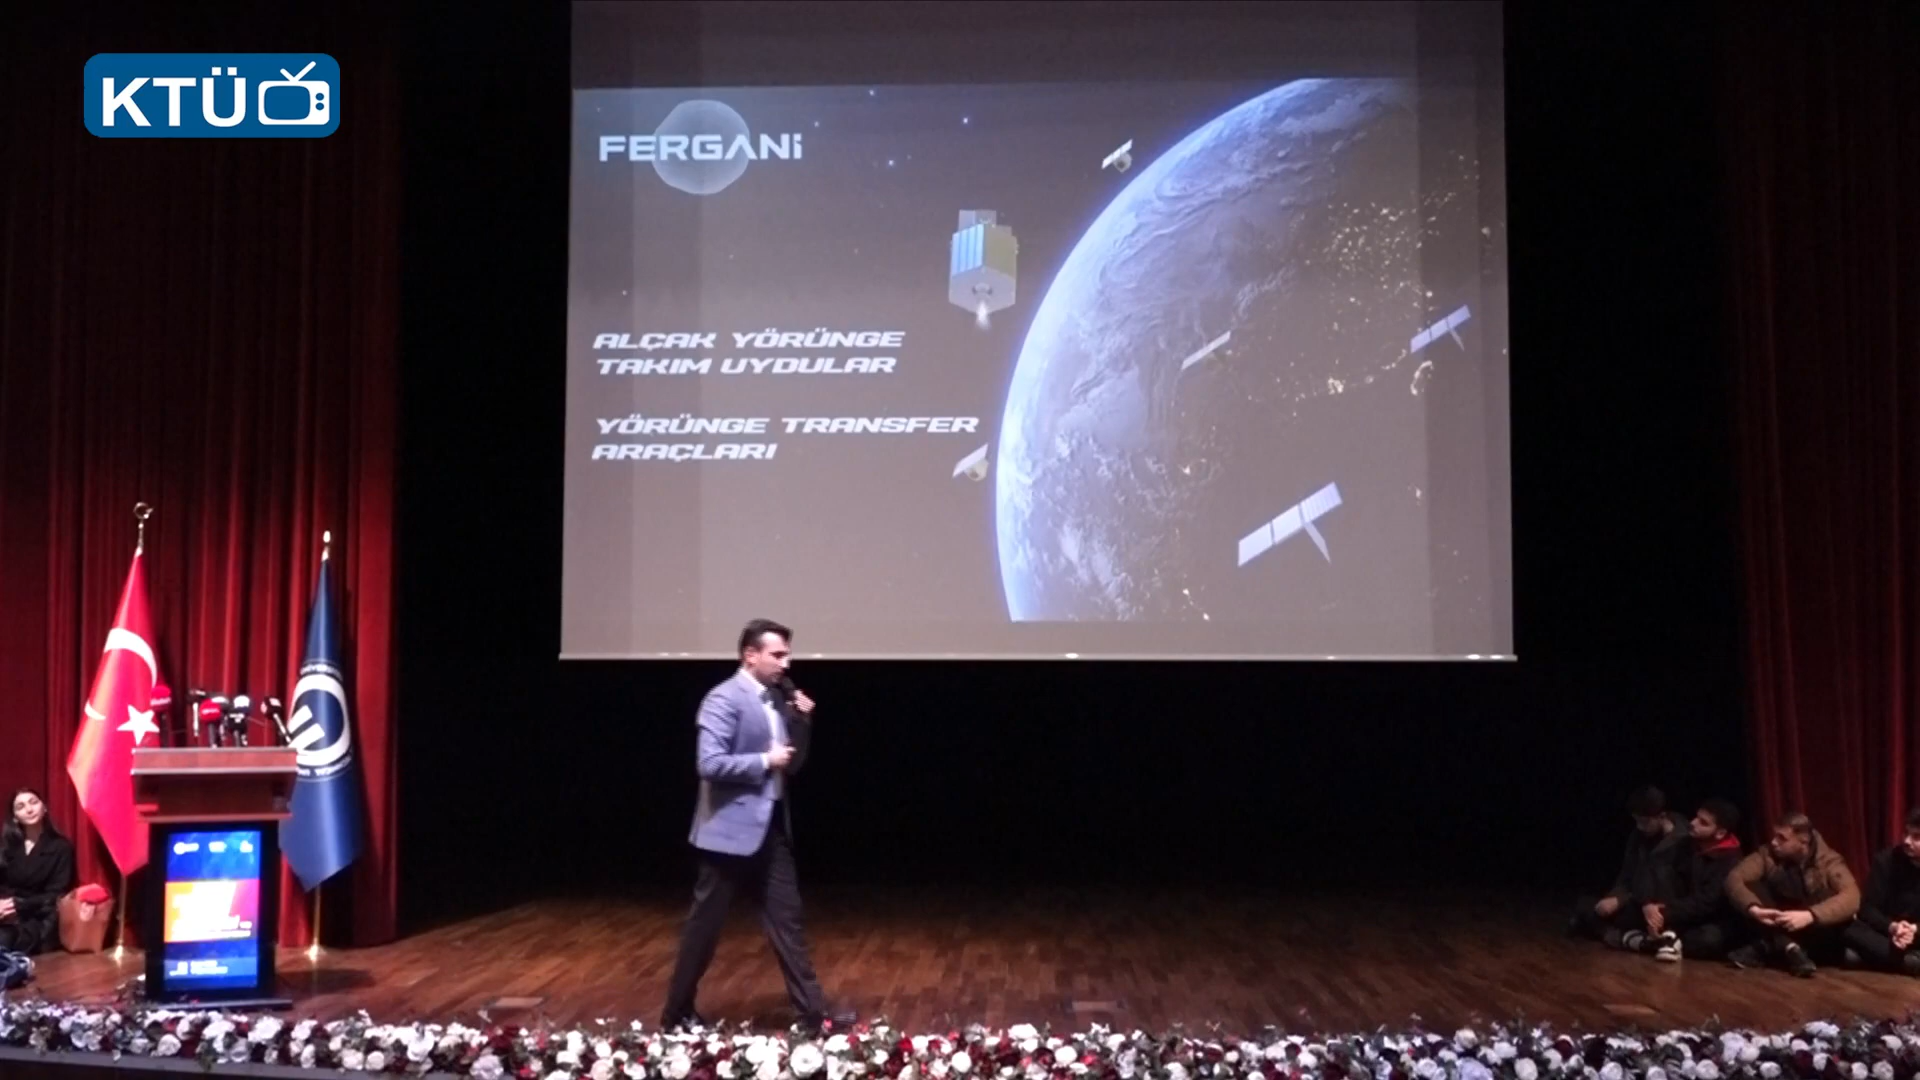 KTÜ
FERGANi
ALÇAK YÖRÜNGE
TAKIM UYDULAR
YÖRÜNGE TRANSFER
ARAÇLARI